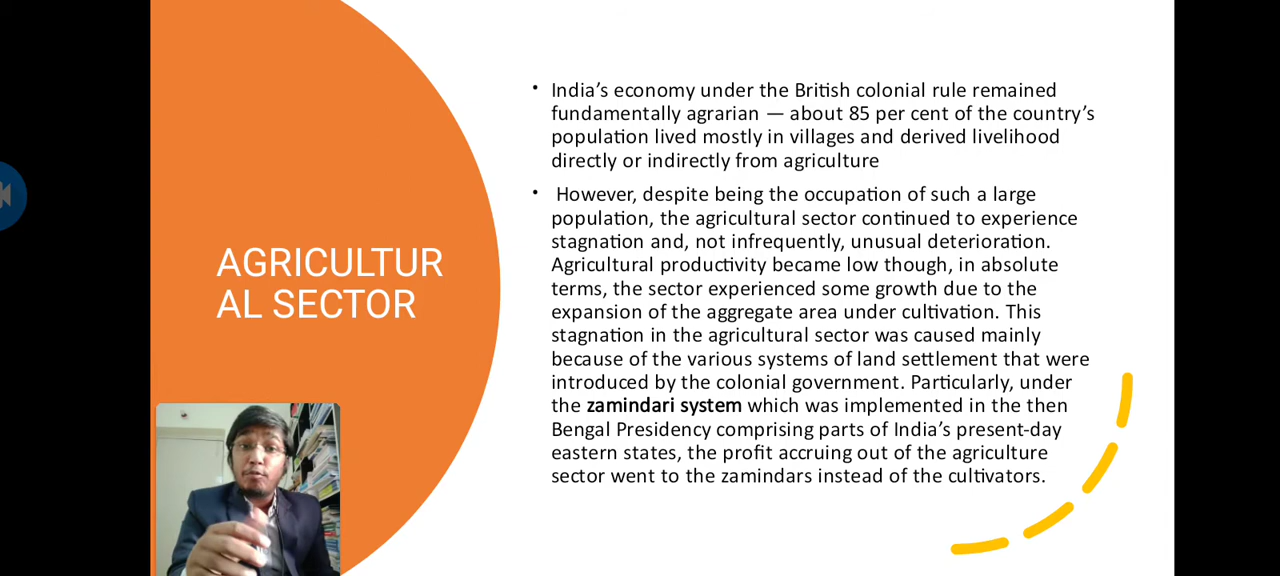 AGRICULTUR
AL SECTOR
• India’s economy under the British colonial rule remained
fundamentally agrarian — about 85 per cent of the country’s
population lived mostly in villages and derived livelihood
directly or indirectly from agriculture
• However, despite being the occupation of such a large
population, the agricultural sector continued to experience
stagnation and, not infrequently, unusual deterioration.
Agricultural productivity became low though, in absolute
terms, the sector experienced some growth due to the
expansion of the aggregate area under cultivation. This
stagnation in the agricultural sector was caused mainly
because of the various systems of land settlement that were
introduced by the colonial government. Particularly, under
the zamindari system which was implemented in the then
Bengal Presidency comprising parts of India’s present-day
eastern states, the profit accruing out of the agriculture
sector went to the zamindars instead of the cultivators.